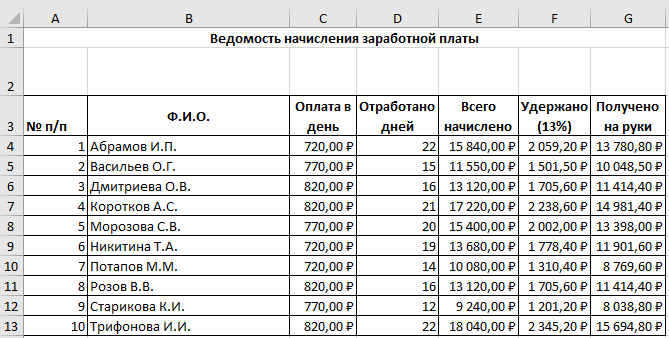 A B C D E F G
1 Ведомость начисления заработной платы
2
Оплата в Отработано Всего Удержано Получено
Ф.И.О.
3 № п/п день дней начислено (13%) на руки
4 1 Абрамов И.П. 720,00 ₽ 22 15 840,00 ₽ 2 059,20 ₽ 13 780,80 ₽
5 2 Васильев О.Г. 770,00 ₽ 15 11 550,00 ₽ 1 501,50 ₽ 10 048,50 ₽
6 3 Дмитриева О.В. 820,00 ₽ 16 13 120,00 ₽ 1 705,60 ₽ 11 414,40 ₽
7 4 Коротков А.С. 820,00 ₽ 21 17 220,00 ₽ 2 238,60 ₽ 14 981,40 ₽
8 5 Морозова С.В. 770,00 ₽ 20 15 400,00 ₽ 2 002,00 ₽ 13 398,00 ₽
9 6 Никитина Т.А. 720,00 ₽ 19 13 680,00 ₽ 1 778,40 ₽ 11 901,60 ₽
10 7 Потапов М.М. 720,00 ₽ 14 10 080,00 ₽ 1 310,40 ₽ 8 769,60 ₽
11 8 Розов В.В. 820,00 ₽ 16 13 120,00 ₽ 1 705,60 ₽ 11 414,40 ₽
12 9 Старикова К.И. 770,00 ₽ 12 9 240,00 ₽ 1 201,20 ₽ 8 038,80 ₽
13 10 Трифонова И.И. 820,00 ₽ 22 18 040,00 ₽ 2 345,20 ₽ 15 694,80 ₽